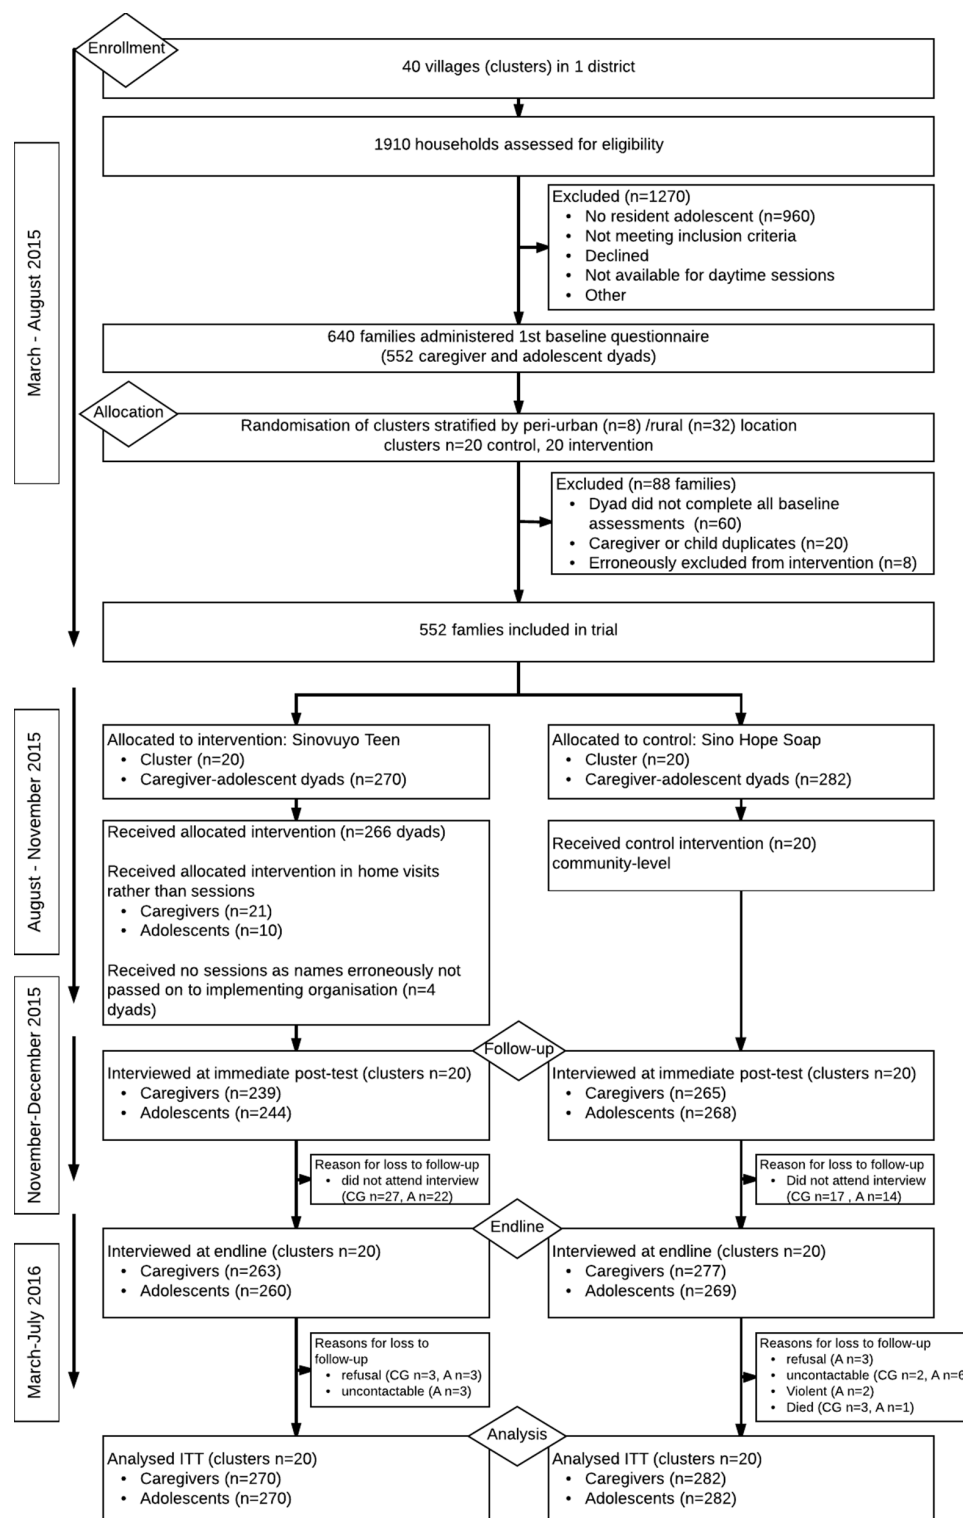 Enrollment
40 villages (clusters) in 1 district
1910 households assessed for eligibility
March - August 2015
Excluded (n=1270)
• No resident adolescent (n=960)
• Not meeting inclusion criteria
• Declined
• Not available for daytime sessions
• Other
640 families administered 1st baseline questionnaire
(552 caregiver and adolescent dyads)
Allocation
Randomisation of clusters stratified by peri-urban (n=8) /rural (n=32) location
clusters n=20 control, 20 intervention
Excluded (n=88 families)
• Dyad did not complete all baseline
assessments (n=60)
• Caregiver or child duplicates (n=20)
• Erroneously excluded from intervention (n=8)
552 famlies included in trial
August - November 2015
Allocated to intervention: Sinovuyo Teen
• Cluster (n=20)
• Caregiver-adolescent dyads (n=270)
Allocated to control: Sino Hope Soap
• Cluster (n=20)
• Caregiver-adolescent dyads (n=282)
Received allocated intervention (n=266 dyads)
Received allocated intervention in home visits
rather than sessions
• Caregivers (n=21)
• Adolescents (n=10)
Received no sessions as names erroneously not
passed on to implementing organisation (n=4
dyads)
Received control intervention (n=20)
community-level
November-December 2015
Follow-up
Interviewed at immediate post-test (clusters n=20)
• Caregivers (n=239)
• Adolescents (n=244)
Interviewed at immediate post-test (clusters n=20)
• Caregivers (n=265)
• Adolescents (n=268)
Reason for loss to follow-up
• did not attend interview
(CG n=27, A n=22)
Reason for loss to follow-up
• Did not attend interview
(CG n=17 , A n=14)
March-July 2016
Endline
Interviewed at endline (clusters n=20)
• Caregivers (n=263)
• Adolescents (n=260)
Interviewed at endline (clusters n=20)
• Caregivers (n=277)
• Adolescents (n=269)
Reasons for loss to
follow-up
• refusal (CG n=3, A n=3)
• uncontactable (A n=3)
Reasons for loss to follow-up
• refusal (A n=3)
• uncontactable (CG n=2, A n=6
• Violent (A n=2)
• Died (CG n=3, A n=1)
Analysis
Analysed ITT (clusters n=20)
• Caregivers (n=270)
• Adolescents (n=270)
Analysed ITT (clusters n=20)
• Caregivers (n=282)
• Adolescents (n=282)